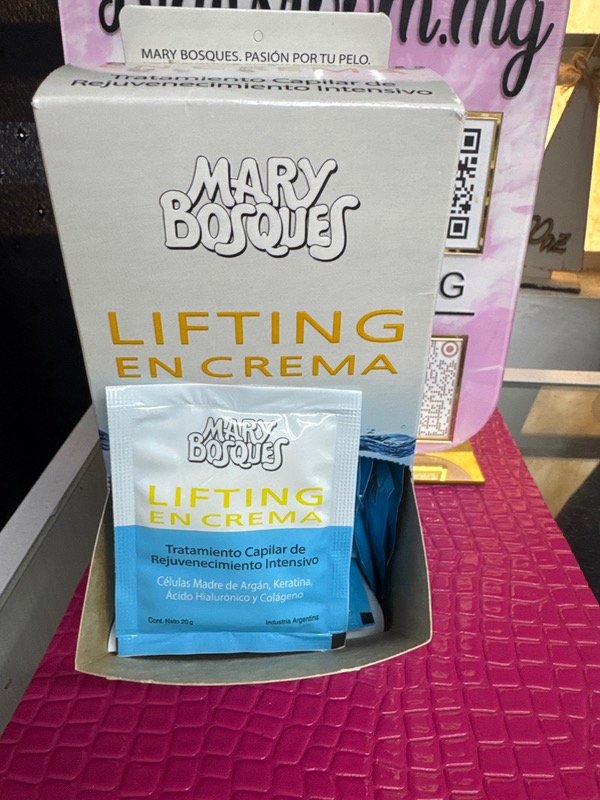 MARY BOSQUES. PASIÓN POR TU PELO.
Tratamiento Capilar de
Rejuvenecimiento Intensivo
MARY
BOSQUES
LIFTING
EN CREMA
G
MARY
BOSQUES
LIFTING
EN CREMA
Tratamiento Capilar de
Rejuvenecimiento Intensivo
Células Madre de Argán, Keratina,
Ácido Hialurónico y Colágeno
Cont. Neto 20 g
Industria Argentina